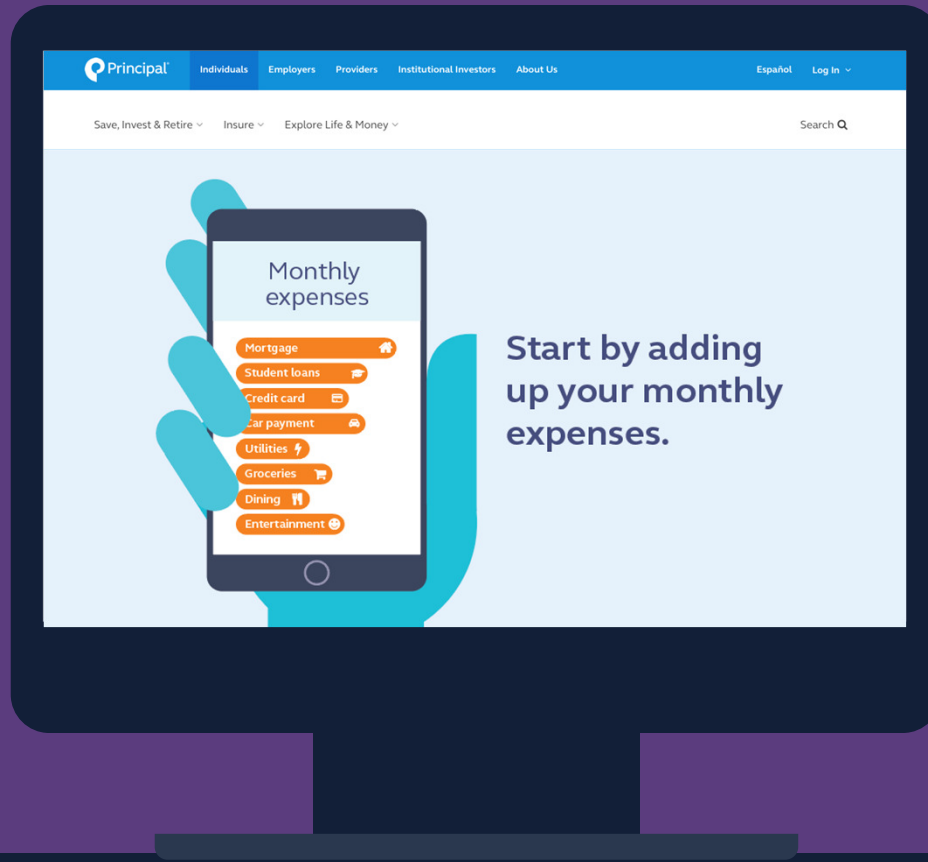 Principal® Individuals Employers Providers Institutional Investors About Us Español Log In
Save, Invest & Retire Insure Explore Life & Money Search
Monthly
expenses
Mortgage
Student loans
Credit card
Car payment
Utilities
Groceries
Dining
Entertainment
Start by adding
up your monthly
expenses.